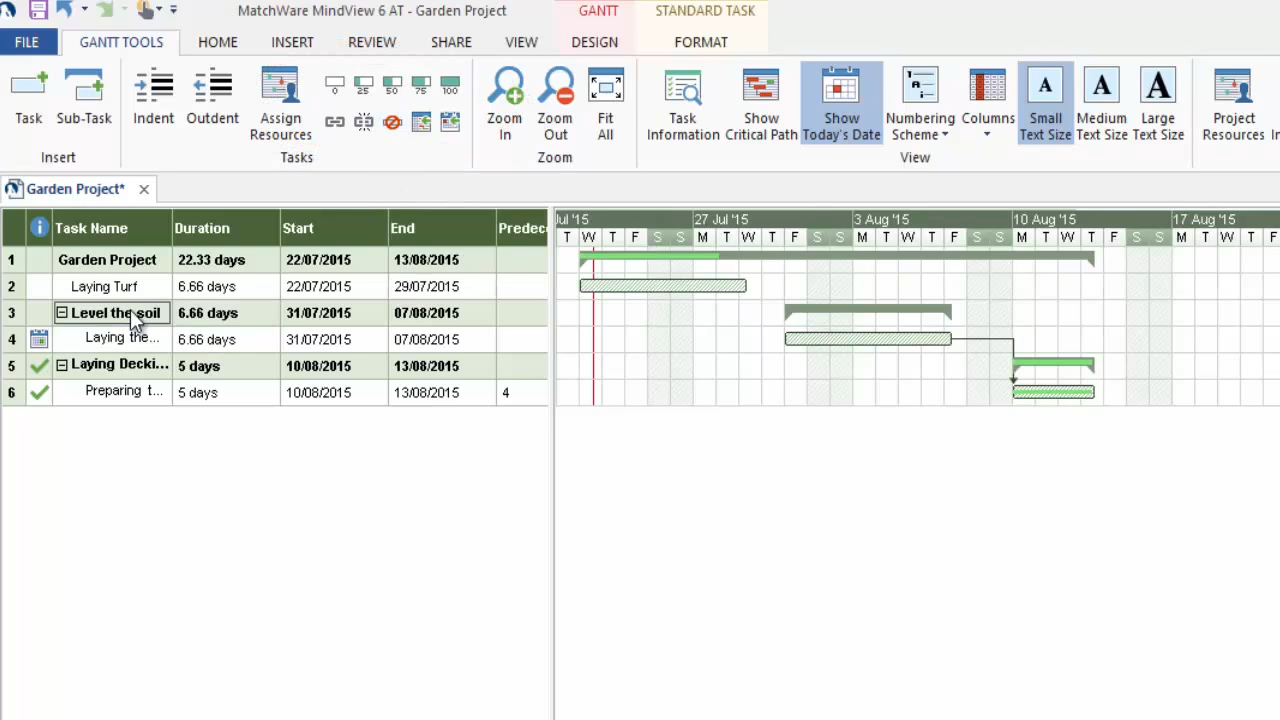 MatchWare MindView 6 AT - Garden Project
GANTT
STANDARD TASK
FILE
GANTT TOOLS
HOME
INSERT
REVIEW
SHARE
VIEW
DESIGN
FORMAT
Task
Sub-Task
Insert
Indent
Outdent
Assign
Resources
0
25
50
75
100
Tasks
Zoom
In
Zoom
Out
Fit
All
Zoom
Task
Information
Show
Critical Path
Show
Today's Date
Numbering
Scheme
Columns
A
Small
Text Size
A
Medium
Text Size
A
Large
Text Size
View
Project
Resources
Garden Project*
Task Name Duration Start End Predec
1 Garden Project 22.33 days 22/07/2015 13/08/2015
2 Laying Turf 6.66 days 22/07/2015 29/07/2015
3 Level the soil 6.66 days 31/07/2015 07/08/2015
4 Laying the... 6.66 days 31/07/2015 07/08/2015
5 Laying Decki... 5 days 10/08/2015 13/08/2015
6 Preparing t... 5 days 10/08/2015 13/08/2015 4
Jul '15 27 Jul '15 3 Aug '15 10 Aug '15 17 Aug '15
T W T F S S M T W T F S S M T W T F S S M T W T F S S M T W T F